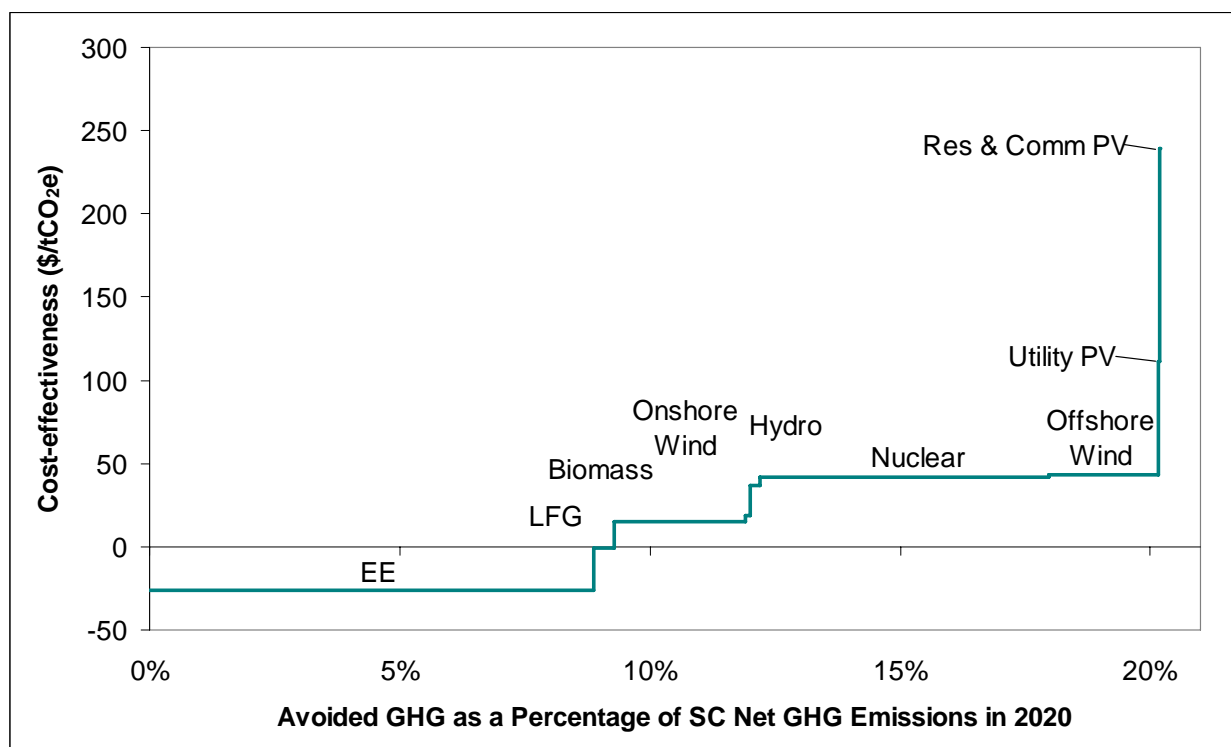 300
250
200
150
100
50
0
-50
Cost-effectiveness ($/tCO₂e)
Res & Comm PV
Utility PV
Onshore
Wind
Hydro
Offshore
Wind
Nuclear
Biomass
LFG
EE
0%
5%
10%
15%
20%
Avoided GHG as a Percentage of SC Net GHG Emissions in 2020